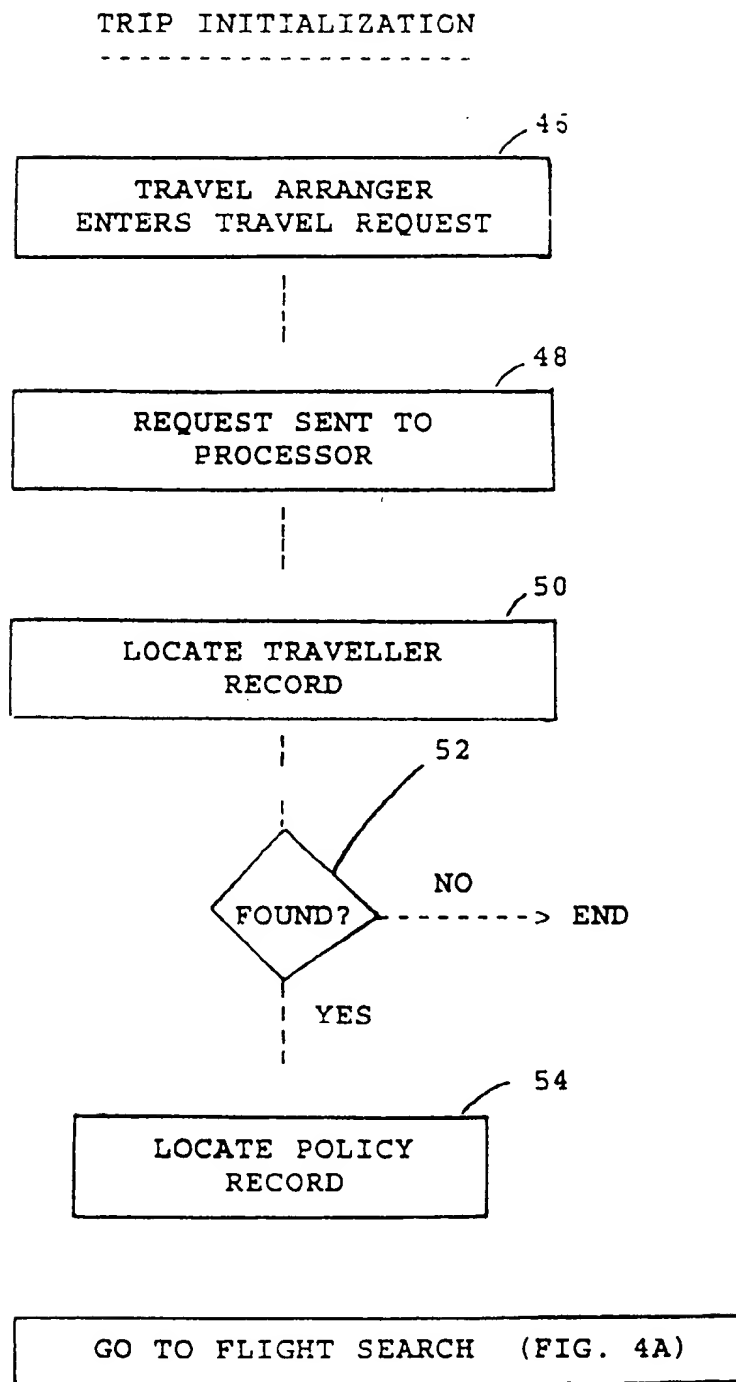 TRIP INITIALIZATION
46
TRAVEL ARRANGER
ENTERS TRAVEL REQUEST
48
REQUEST SENT TO
PROCESSOR
50
LOCATE TRAVELLER
RECORD
52
FOUND?
NO
END
YES
54
LOCATE POLICY
RECORD
GO TO FLIGHT SEARCH (FIG. 4A)